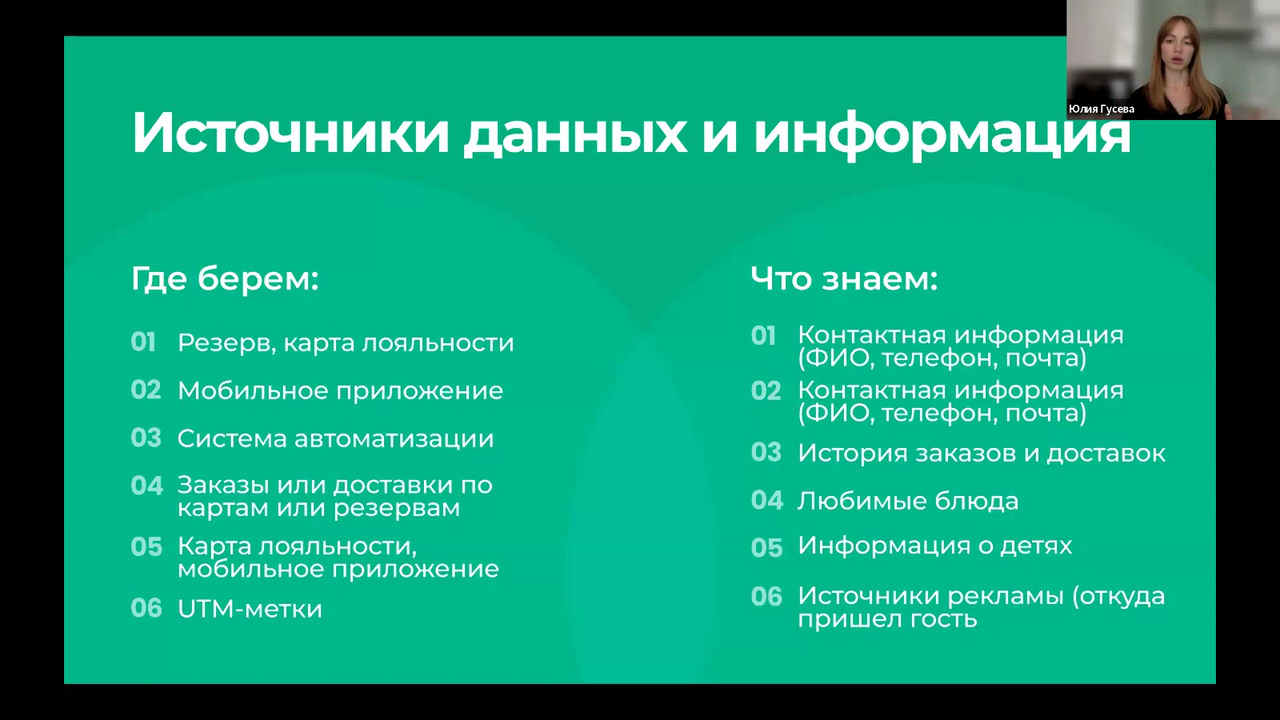 Юлия Гусева
Источники данных и информация
Где берем:
01 Резерв, карта лояльности
02 Мобильное приложение
03 Система автоматизации
04 Заказы или доставки по
картам или резервам
05 Карта лояльности,
мобильное приложение
06 UTM-метки
Что знаем:
01 Контактная информация
(ФИО, телефон, почта)
02 Контактная информация
(ФИО, телефон, почта)
03 История заказов и доставок
04 Любимые блюда
05 Информация о детях
06 Источники рекламы (откуда
пришел гость